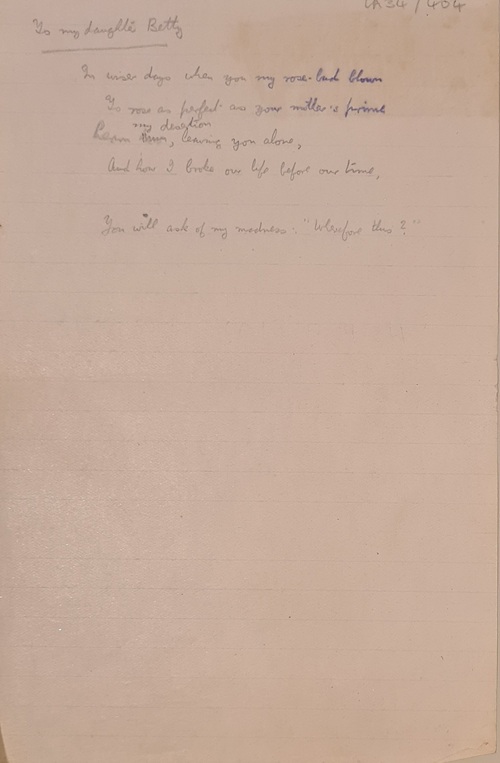 LA34/404
To my daughter Betty
In wiser days when you my rose-bud blown
To rose as perfect as your mother's prime
my desertion
Learn, leaving you alone,
And how I broke our life before our time,
You will ask of my madness: "Wherefore this?"